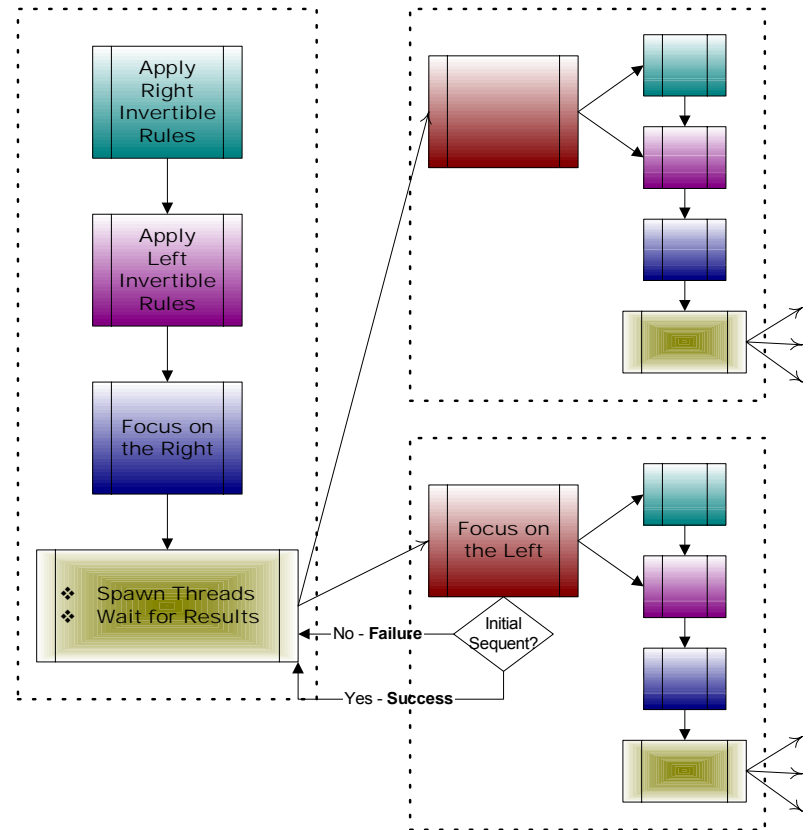 Apply
Right
Invertible
Rules
Apply
Left
Invertible
Rules
Focus on
the Right
❖ Spawn Threads
❖ Wait for Results
Focus on
the Left
Initial
Sequent?
No - Failure
Yes - Success